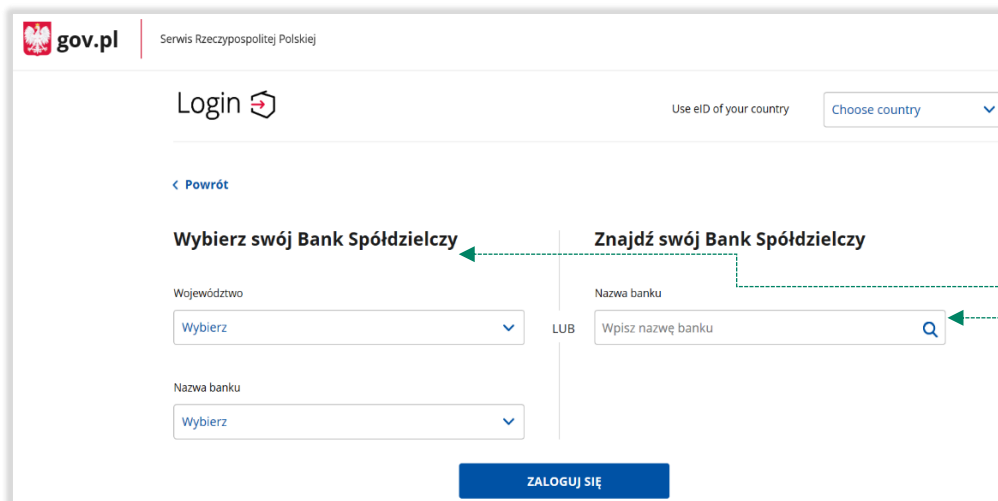 gov.pl
Serwis Rzeczypospolitej Polskiej
Login
Use eID of your country
Choose country
Powrót
Wybierz swój Bank Spółdzielczy
Województwo
Wybierz
Nazwa banku
Wybierz
LUB
Znajdź swój Bank Spółdzielczy
Nazwa banku
Wpisz nazwę banku
ZALOGUJ SIĘ